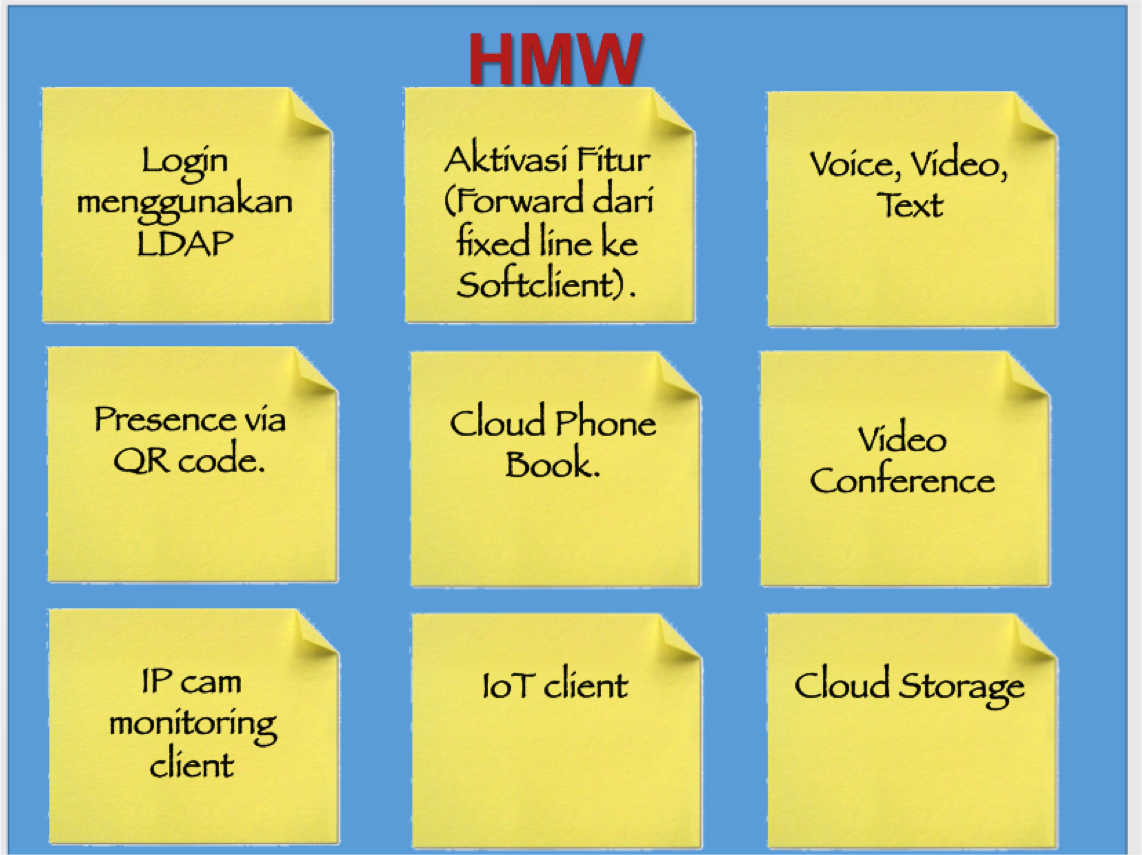 HMW
Login
menggunakan
LDAP
Aktivasi Fitur
(Forward dari
fixed line ke
Softclient).
Voice, Video,
Text
Presence via
QR code.
Cloud Phone
Book.
Video
Conference
IP cam
monitoring
client
IoT client
Cloud Storage